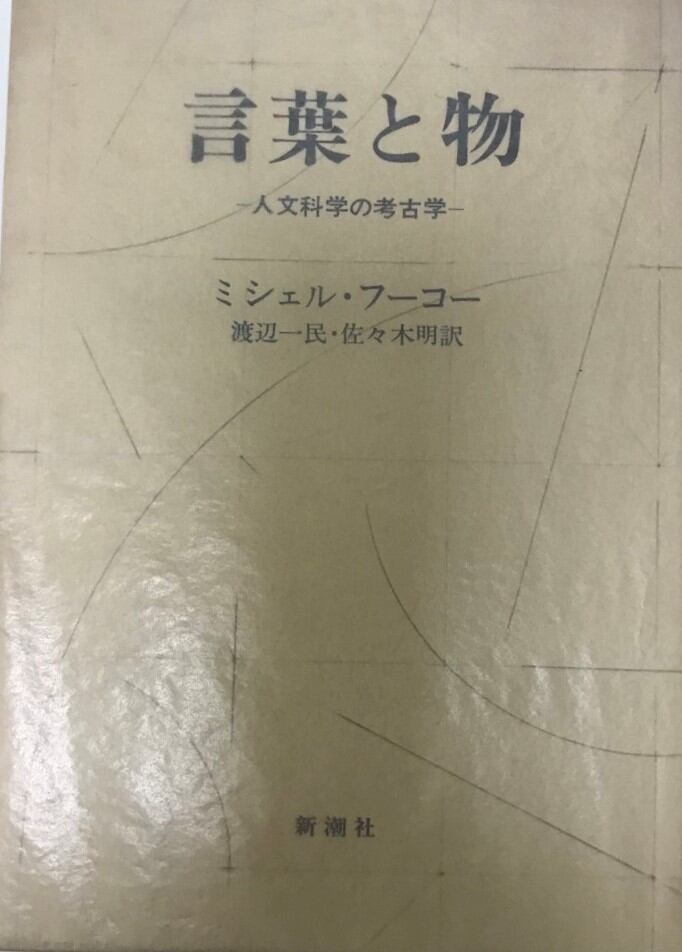 言葉と物
—人文科学の考古学—
ミシェル・フーコー
渡辺一民・佐々木明訳
新潮社